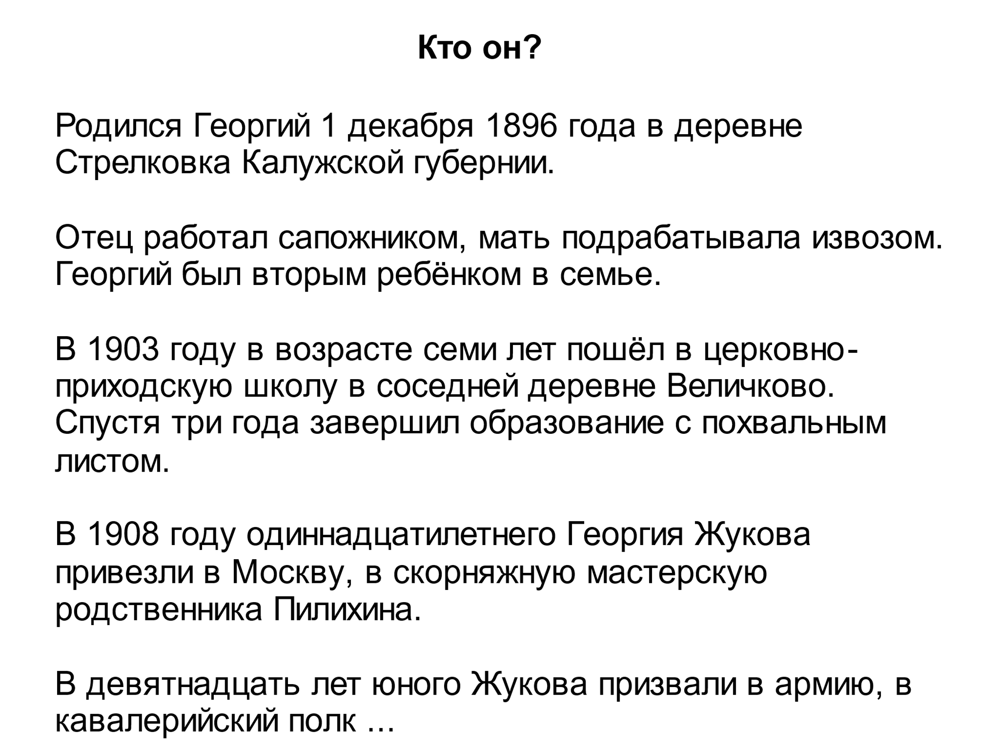 Кто он?
Родился Георгий 1 декабря 1896 года в деревне
Стрелковка Калужской губернии.
Отец работал сапожником, мать подрабатывала извозом.
Георгий был вторым ребёнком в семье.
В 1903 году в возрасте семи лет пошёл в церковно-
приходскую школу в соседней деревне Величково.
Спустя три года завершил образование с похвальным
листом.
В 1908 году одиннадцатилетнего Георгия Жукова
привезли в Москву, в скорняжную мастерскую
родственника Пилихина.
В девятнадцать лет юного Жукова призвали в армию, в
кавалерийский полк ...